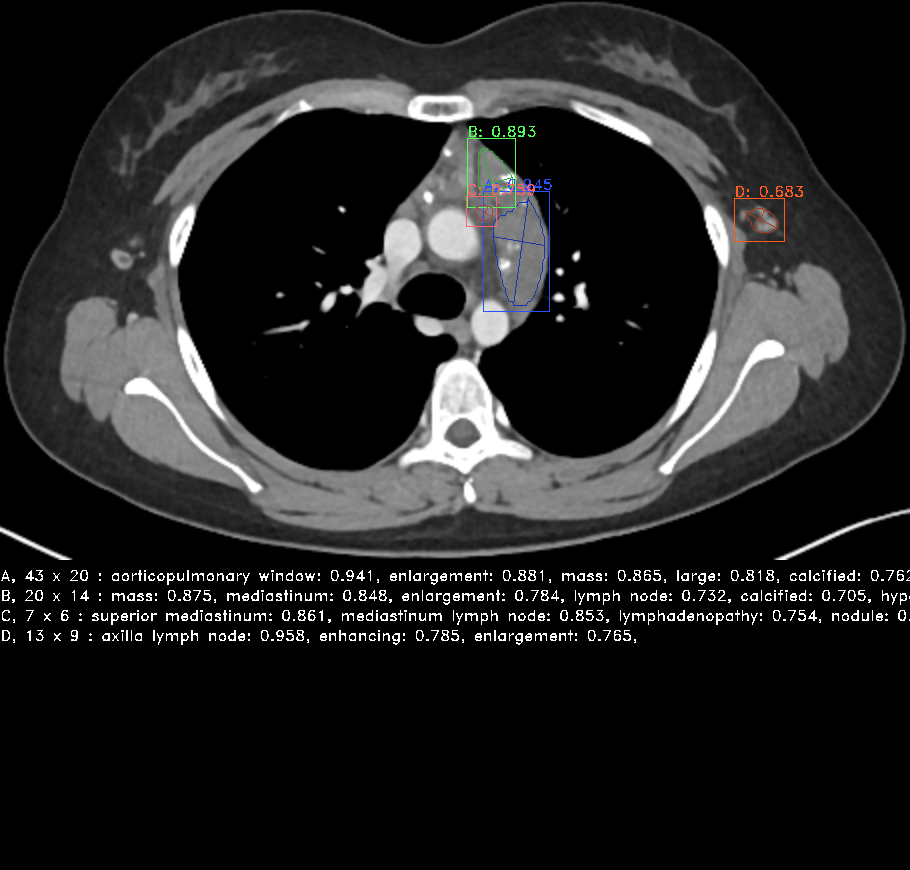 B: 0.893
D: 0.683
A, 43 x 20 : aorticopulmonary window: 0.941, enlargement: 0.881, mass: 0.865, large: 0.818, calcified: 0.762
B, 20 x 14 : mass: 0.875, mediastinum: 0.848, enlargement: 0.784, lymph node: 0.732, calcified: 0.705, hyp
C, 7 x 6 : superior mediastinum: 0.861, mediastinum lymph node: 0.853, lymphadenopathy: 0.754, nodule: 0.
D, 13 x 9 : axilla lymph node: 0.958, enhancing: 0.785, enlargement: 0.765,